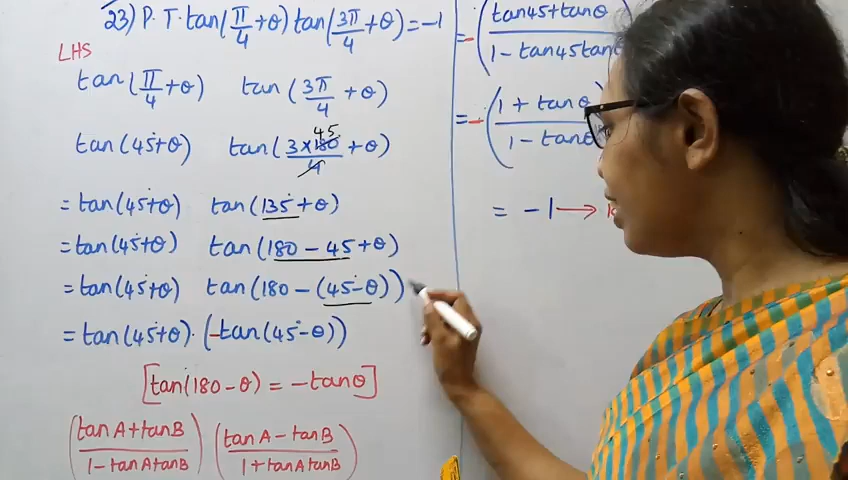 23) P.T. tan(π/4+θ) tan(3π/4+θ) = -1
LHS
tan(π/4+θ) tan(3π/4+θ)
tan(45+θ) tan(3×180/4+θ) 45
= tan(45+θ) tan(135+θ)
= tan(45+θ) tan(180-45+θ)
= tan(45+θ) tan(180-(45-θ))
= tan(45+θ)·(-tan(45-θ))
[tan(180-θ) = -tanθ]
(tanA+tanB/1-tanAtanB) (tanA-tanB/1+tanAtanB)
= -(tan45+tanθ/1-tan45tan
= -(1+tanθ/1-tanθ
= -1→